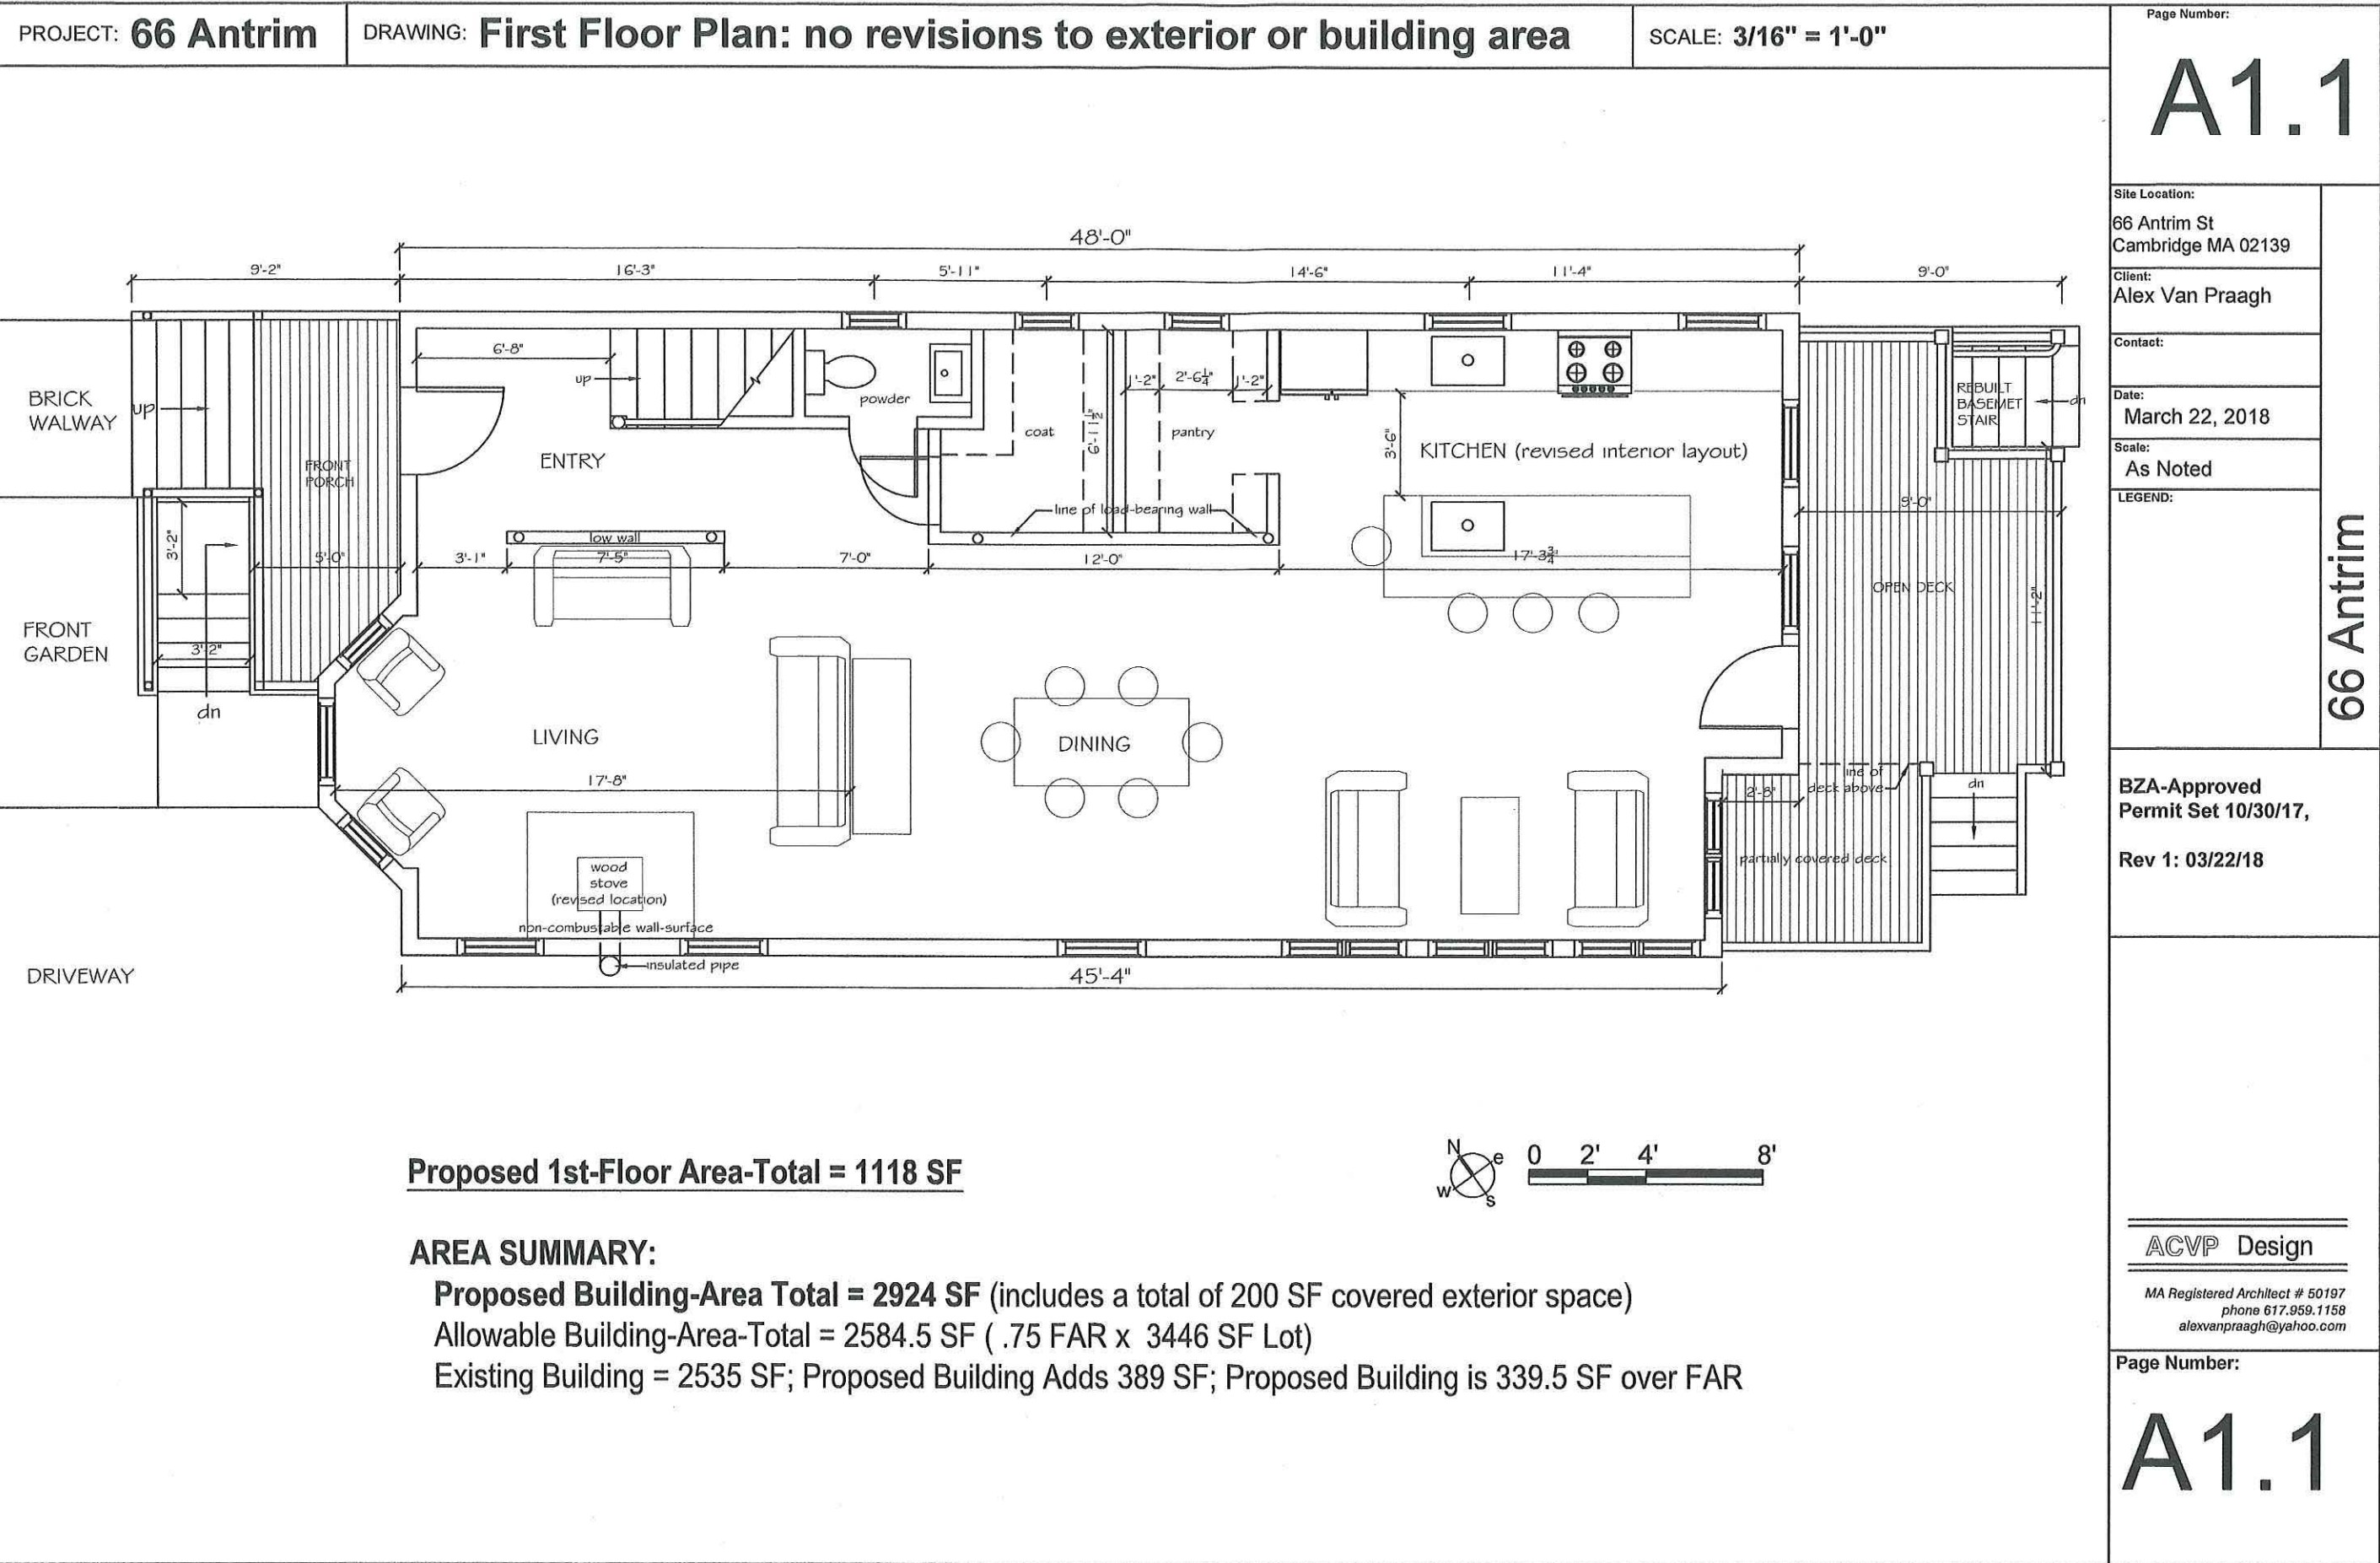 PROJECT: 66 Antrim
DRAWING: First Floor Plan: no revisions to exterior or building area
SCALE: 3/16" = 1'-0"
Page Number:
A1.1
Site Location:
66 Antrim St
Cambridge MA 02139
Client:
Alex Van Praagh
Contact:
Date:
March 22, 2018
Scale:
As Noted
LEGEND:
66 Antrim
BZA-Approved
Permit Set 10/30/17,
Rev 1: 03/22/18
ACVP Design
MA Registered Architect # 50197
phone 617.959.1158
alexvanpraagh@yahoo.com
Page Number:
A1.1
48'-0"
9'-2"
16'-3"
5'-11"
14'-6"
11'-4"
9'-0"
BRICK
WALWAY
up
FRONT
PORCH
6'-8"
up
ENTRY
powder
coat
6'-11 1/2"
1'-2"
2'-6 1/4"
1'-2"
pantry
3'-6"
KITCHEN (revised interior layout)
REBUILT
BASEMET
STAIR
dn
line of load-bearing wall
low wall
3'-2"
5'-0"
3'-1"
7'-5"
7'-0"
12'-0"
17'-3 3/4"
9'-0"
OPEN DECK
11'-2"
FRONT
GARDEN
3'-2"
dn
LIVING
DINING
17'-8"
line of
deck above
2'-8"
dn
partially covered deck
wood
stove
(revised location)
non-combustable wall-surface
insulated pipe
DRIVEWAY
45'-4"
Proposed 1st-Floor Area-Total = 1118 SF
N
e
w
s
0 2' 4' 8'
AREA SUMMARY:
Proposed Building-Area Total = 2924 SF (includes a total of 200 SF covered exterior space)
Allowable Building-Area-Total = 2584.5 SF ( .75 FAR x 3446 SF Lot)
Existing Building = 2535 SF; Proposed Building Adds 389 SF; Proposed Building is 339.5 SF over FAR